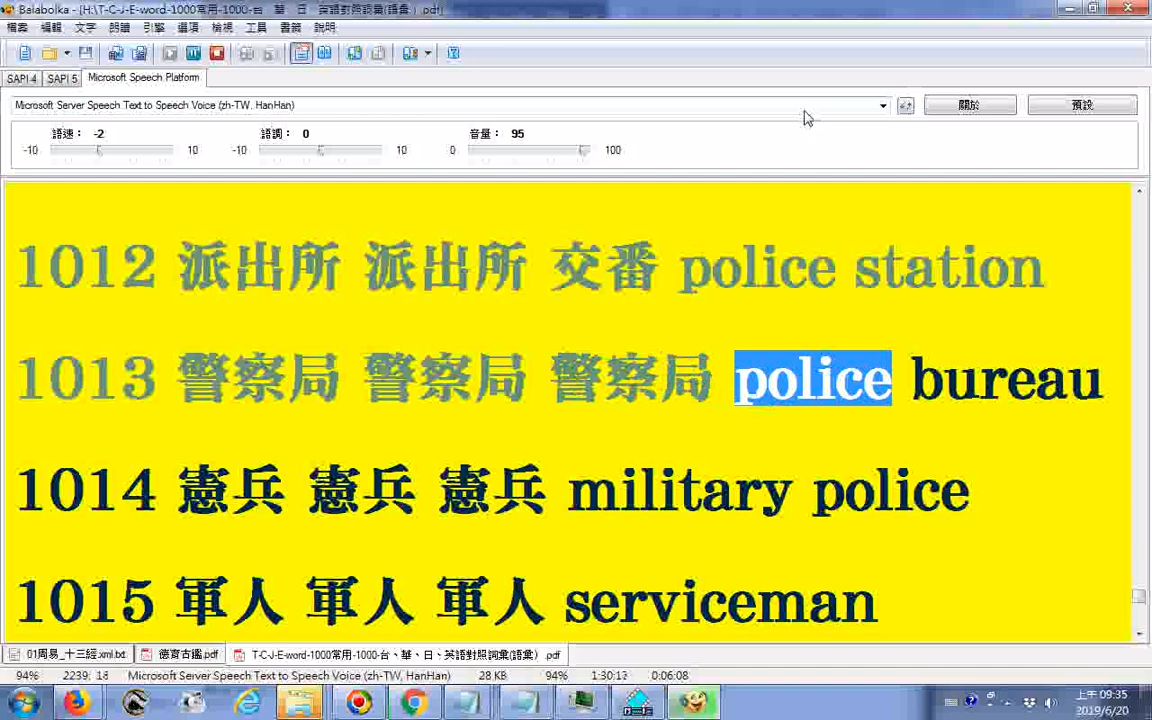 Balabolka - [H:\T-C-J-E-word-1000常用-1000-台、華、日、英語對照詞彙(語彙).pdf]
檔案 編輯 文字 朗讀 引擎 選項 檢視 工具 書籤 說明
SAPI 4 SAPI 5 Microsoft Speech Platform
Microsoft Server Speech Text to Speech Voice (zh-TW, HanHan) 關於 預設
語速： -2 語調： 0 音量： 95
-10 10 -10 10 0 100
1012 派出所 派出所 交番 police station
1013 警察局 警察局 警察局 police bureau
1014 憲兵 憲兵 憲兵 military police
1015 軍人 軍人 軍人 serviceman
01周易_十三經.xml.txt 德育古鑑.pdf T-C-J-E-word-1000常用-1000-台、華、日、英語對照詞彙(語彙) .pdf
94% 2239, 18 Microsoft Server Speech Text to Speech Voice (zh-TW, HanHan) 28 KB 94% 1:30:13 0:06:08
上午 09:35
2019/6/20